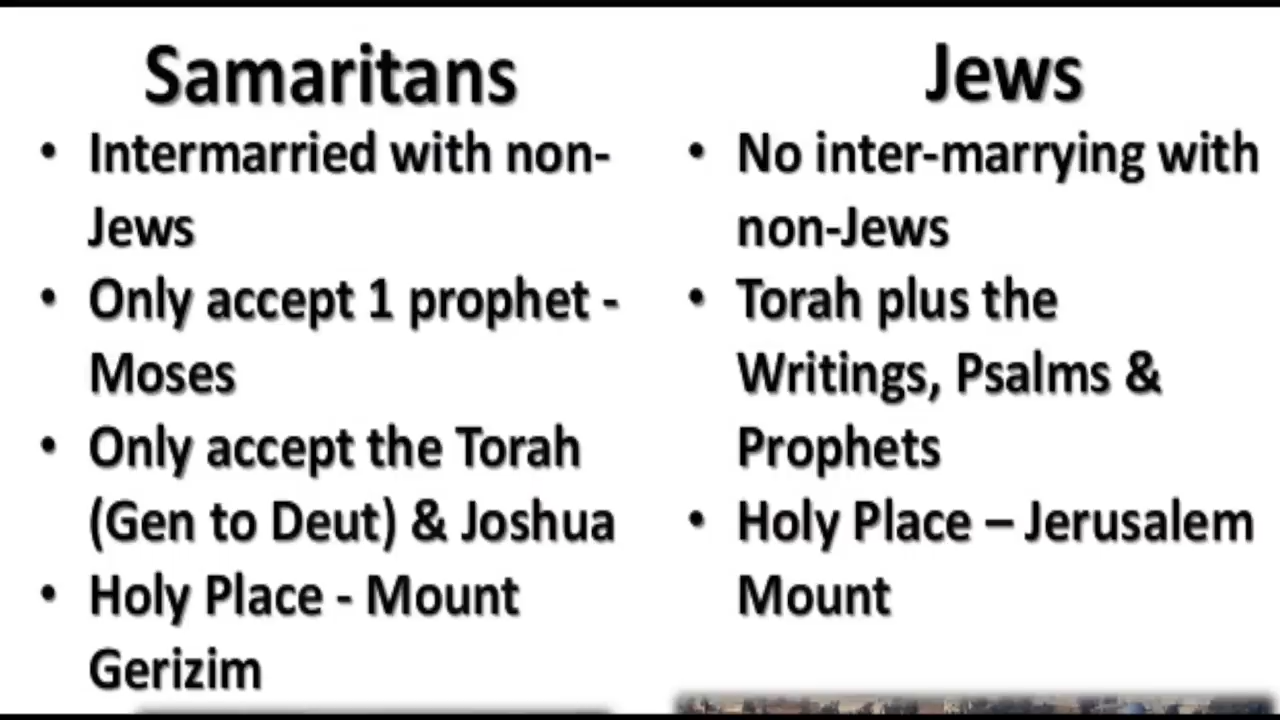 Samaritans
• Intermarried with non-
Jews
• Only accept 1 prophet -
Moses
• Only accept the Torah
(Gen to Deut) & Joshua
• Holy Place - Mount
Gerizim
Jews
• No inter-marrying with
non-Jews
• Torah plus the
Writings, Psalms &
Prophets
• Holy Place – Jerusalem
Mount